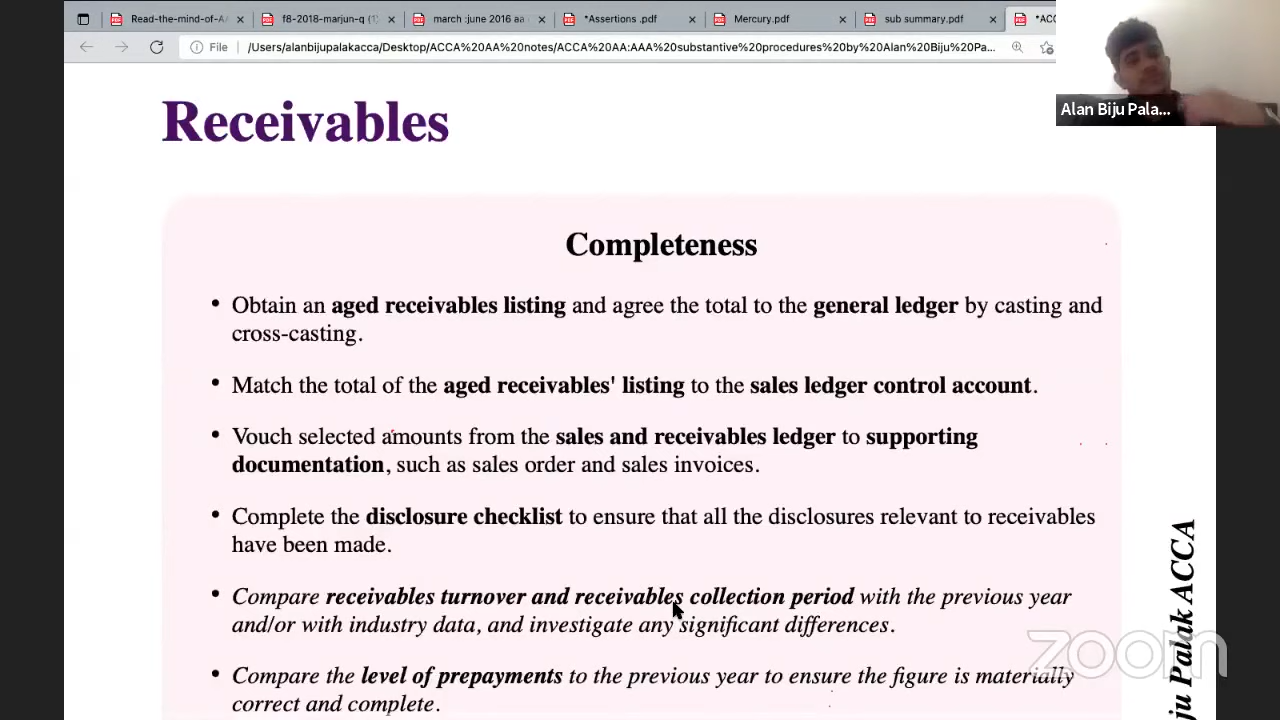 Read-the-mind-of-A
f8-2018-marjun-q (1)
march :june 2016 aa
*Assertions .pdf
Mercury.pdf
sub summary.pdf
*ACC
File
/Users/alanbijupalakacca/Desktop/ACCA%20AA%20notes/ACCA%20AA:AAA%20substantive%20procedures%20by%20Alan%20Biju%20Pa...
Alan Biju Pala...
Receivables
Completeness
• Obtain an aged receivables listing and agree the total to the general ledger by casting and
cross-casting.
• Match the total of the aged receivables' listing to the sales ledger control account.
• Vouch selected amounts from the sales and receivables ledger to supporting
documentation, such as sales order and sales invoices.
• Complete the disclosure checklist to ensure that all the disclosures relevant to receivables
have been made.
• Compare receivables turnover and receivables collection period with the previous year
and/or with industry data, and investigate any significant differences.
• Compare the level of prepayments to the previous year to ensure the figure is materially
correct and complete.
ju Palak ACCA
zoom